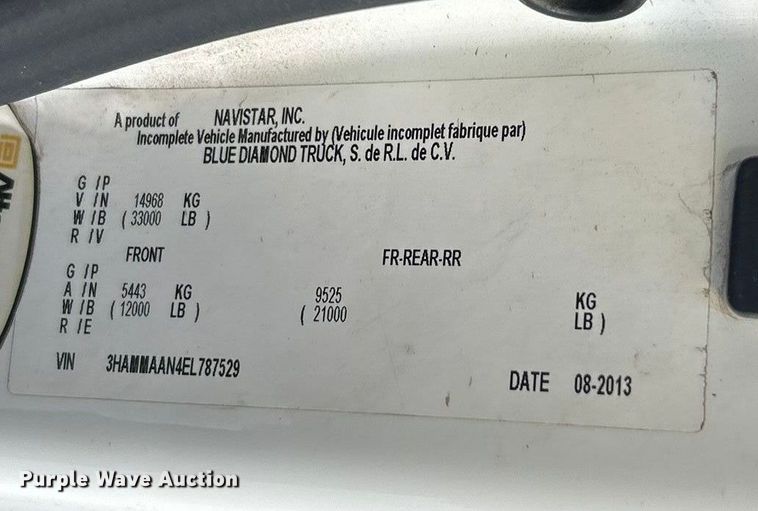 A product of NAVISTAR, INC.
Incomplete Vehicle Manufactured by (Vehicule incomplet fabrique par)
BLUE DIAMOND TRUCK, S. de R.L. de C.V.
G /P
V /N 14968 KG
W /B ( 33000 LB )
R /V
FRONT FR-REAR-RR
G /P
A /N 5443 KG 9525 KG
W /B ( 12000 LB ) ( 21000 LB )
R /E
VIN 3HAMMAAN4EL787529
DATE 08-2013
Purple Wave Auction